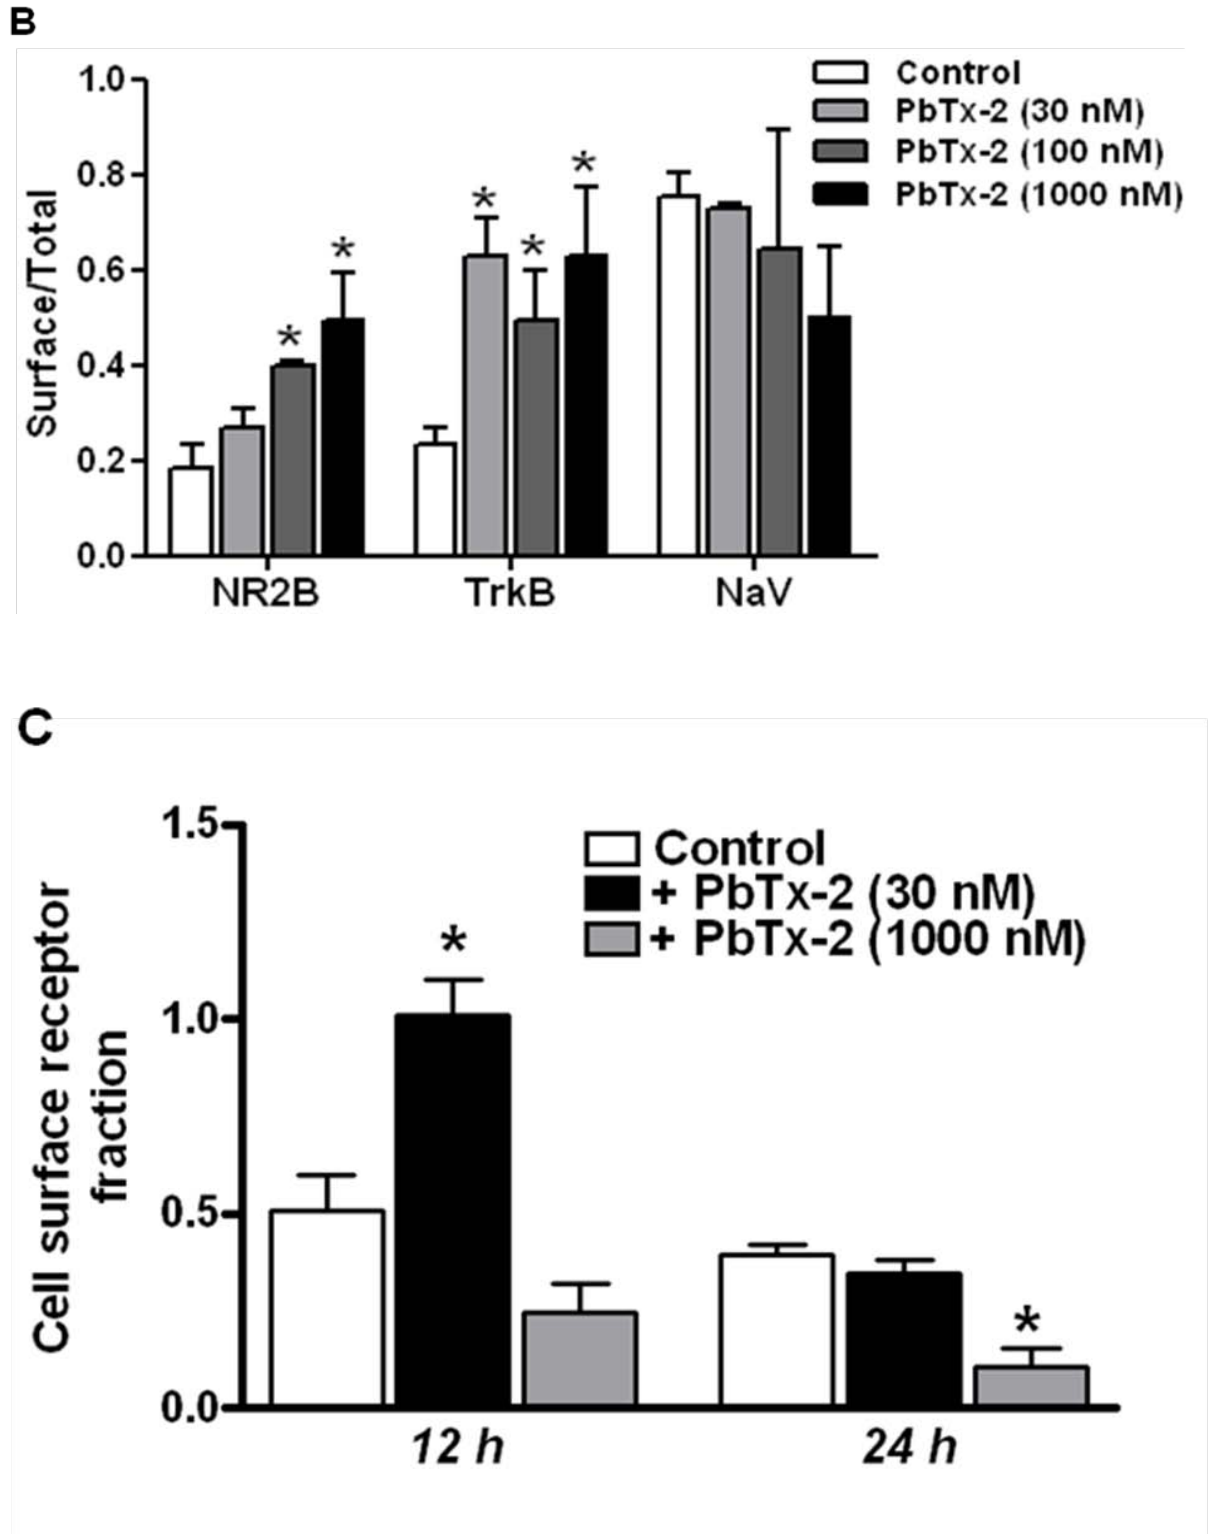 B
1.0
0.8
0.6
0.4
0.2
0.0
Surface/Total
Control
PbTx-2 (30 nM)
PbTx-2 (100 nM)
PbTx-2 (1000 nM)
*
*
*
*
*
NR2B
TrkB
NaV
C
1.5
1.0
0.5
0.0
Cell surface receptor
fraction
Control
+ PbTx-2 (30 nM)
+ PbTx-2 (1000 nM)
*
*
12 h
24 h